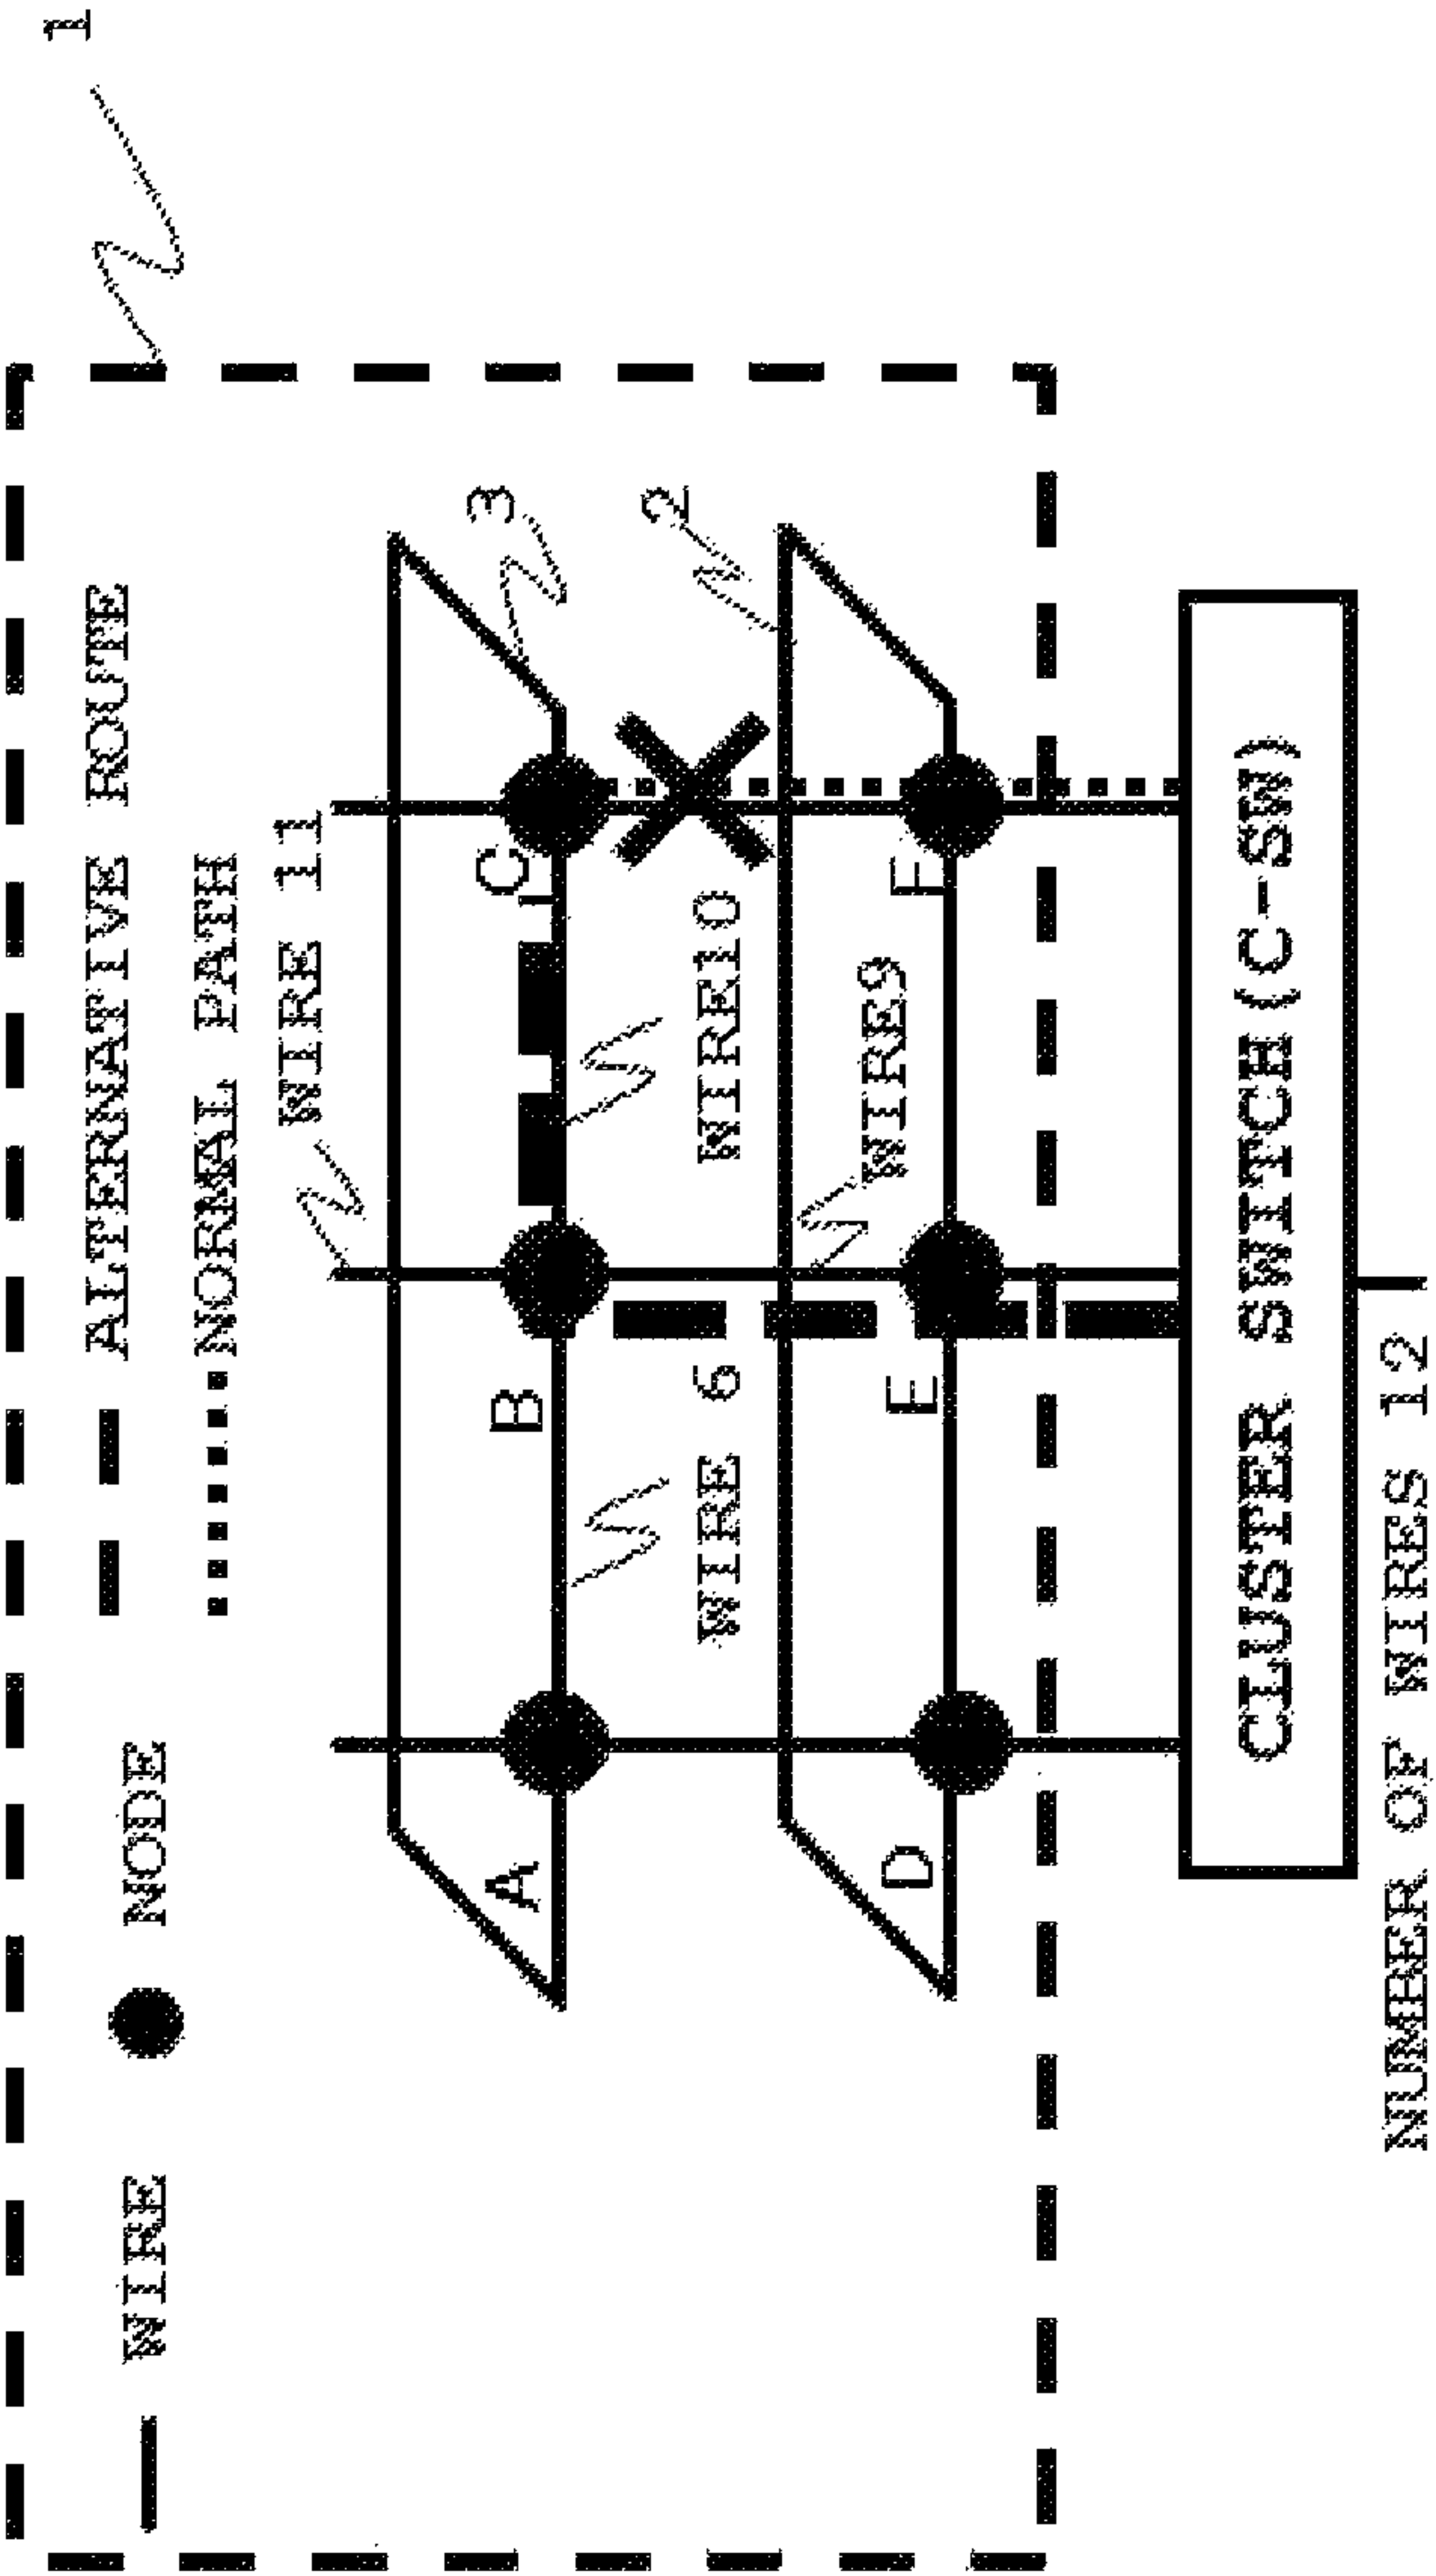 1
WIRE NODE ALTERNATIVE ROUTE
NORMAL PATH
WIRE 11
A B C 3
WIRE 6 WIRE10 2
WIRE9
D E F
CLUSTER SWITCH(C-SW)
NUMBER OF WIRES 12